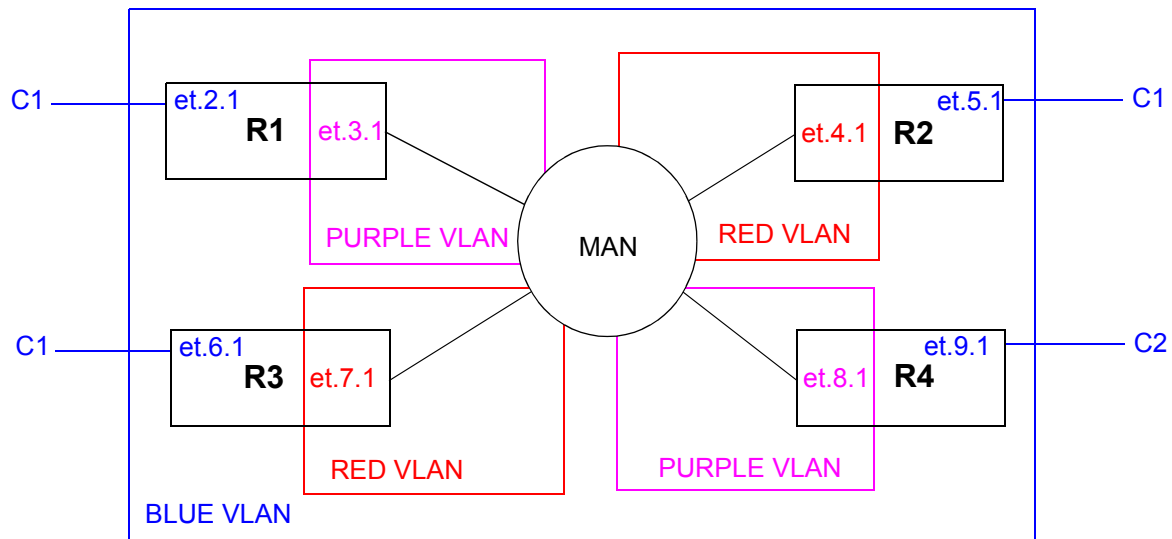 C1
et.2.1
R1
et.3.1
PURPLE VLAN
et.5.1
C1
et.4.1
R2
RED VLAN
MAN
C1
et.6.1
R3
et.7.1
RED VLAN
et.9.1
C2
et.8.1
R4
PURPLE VLAN
BLUE VLAN